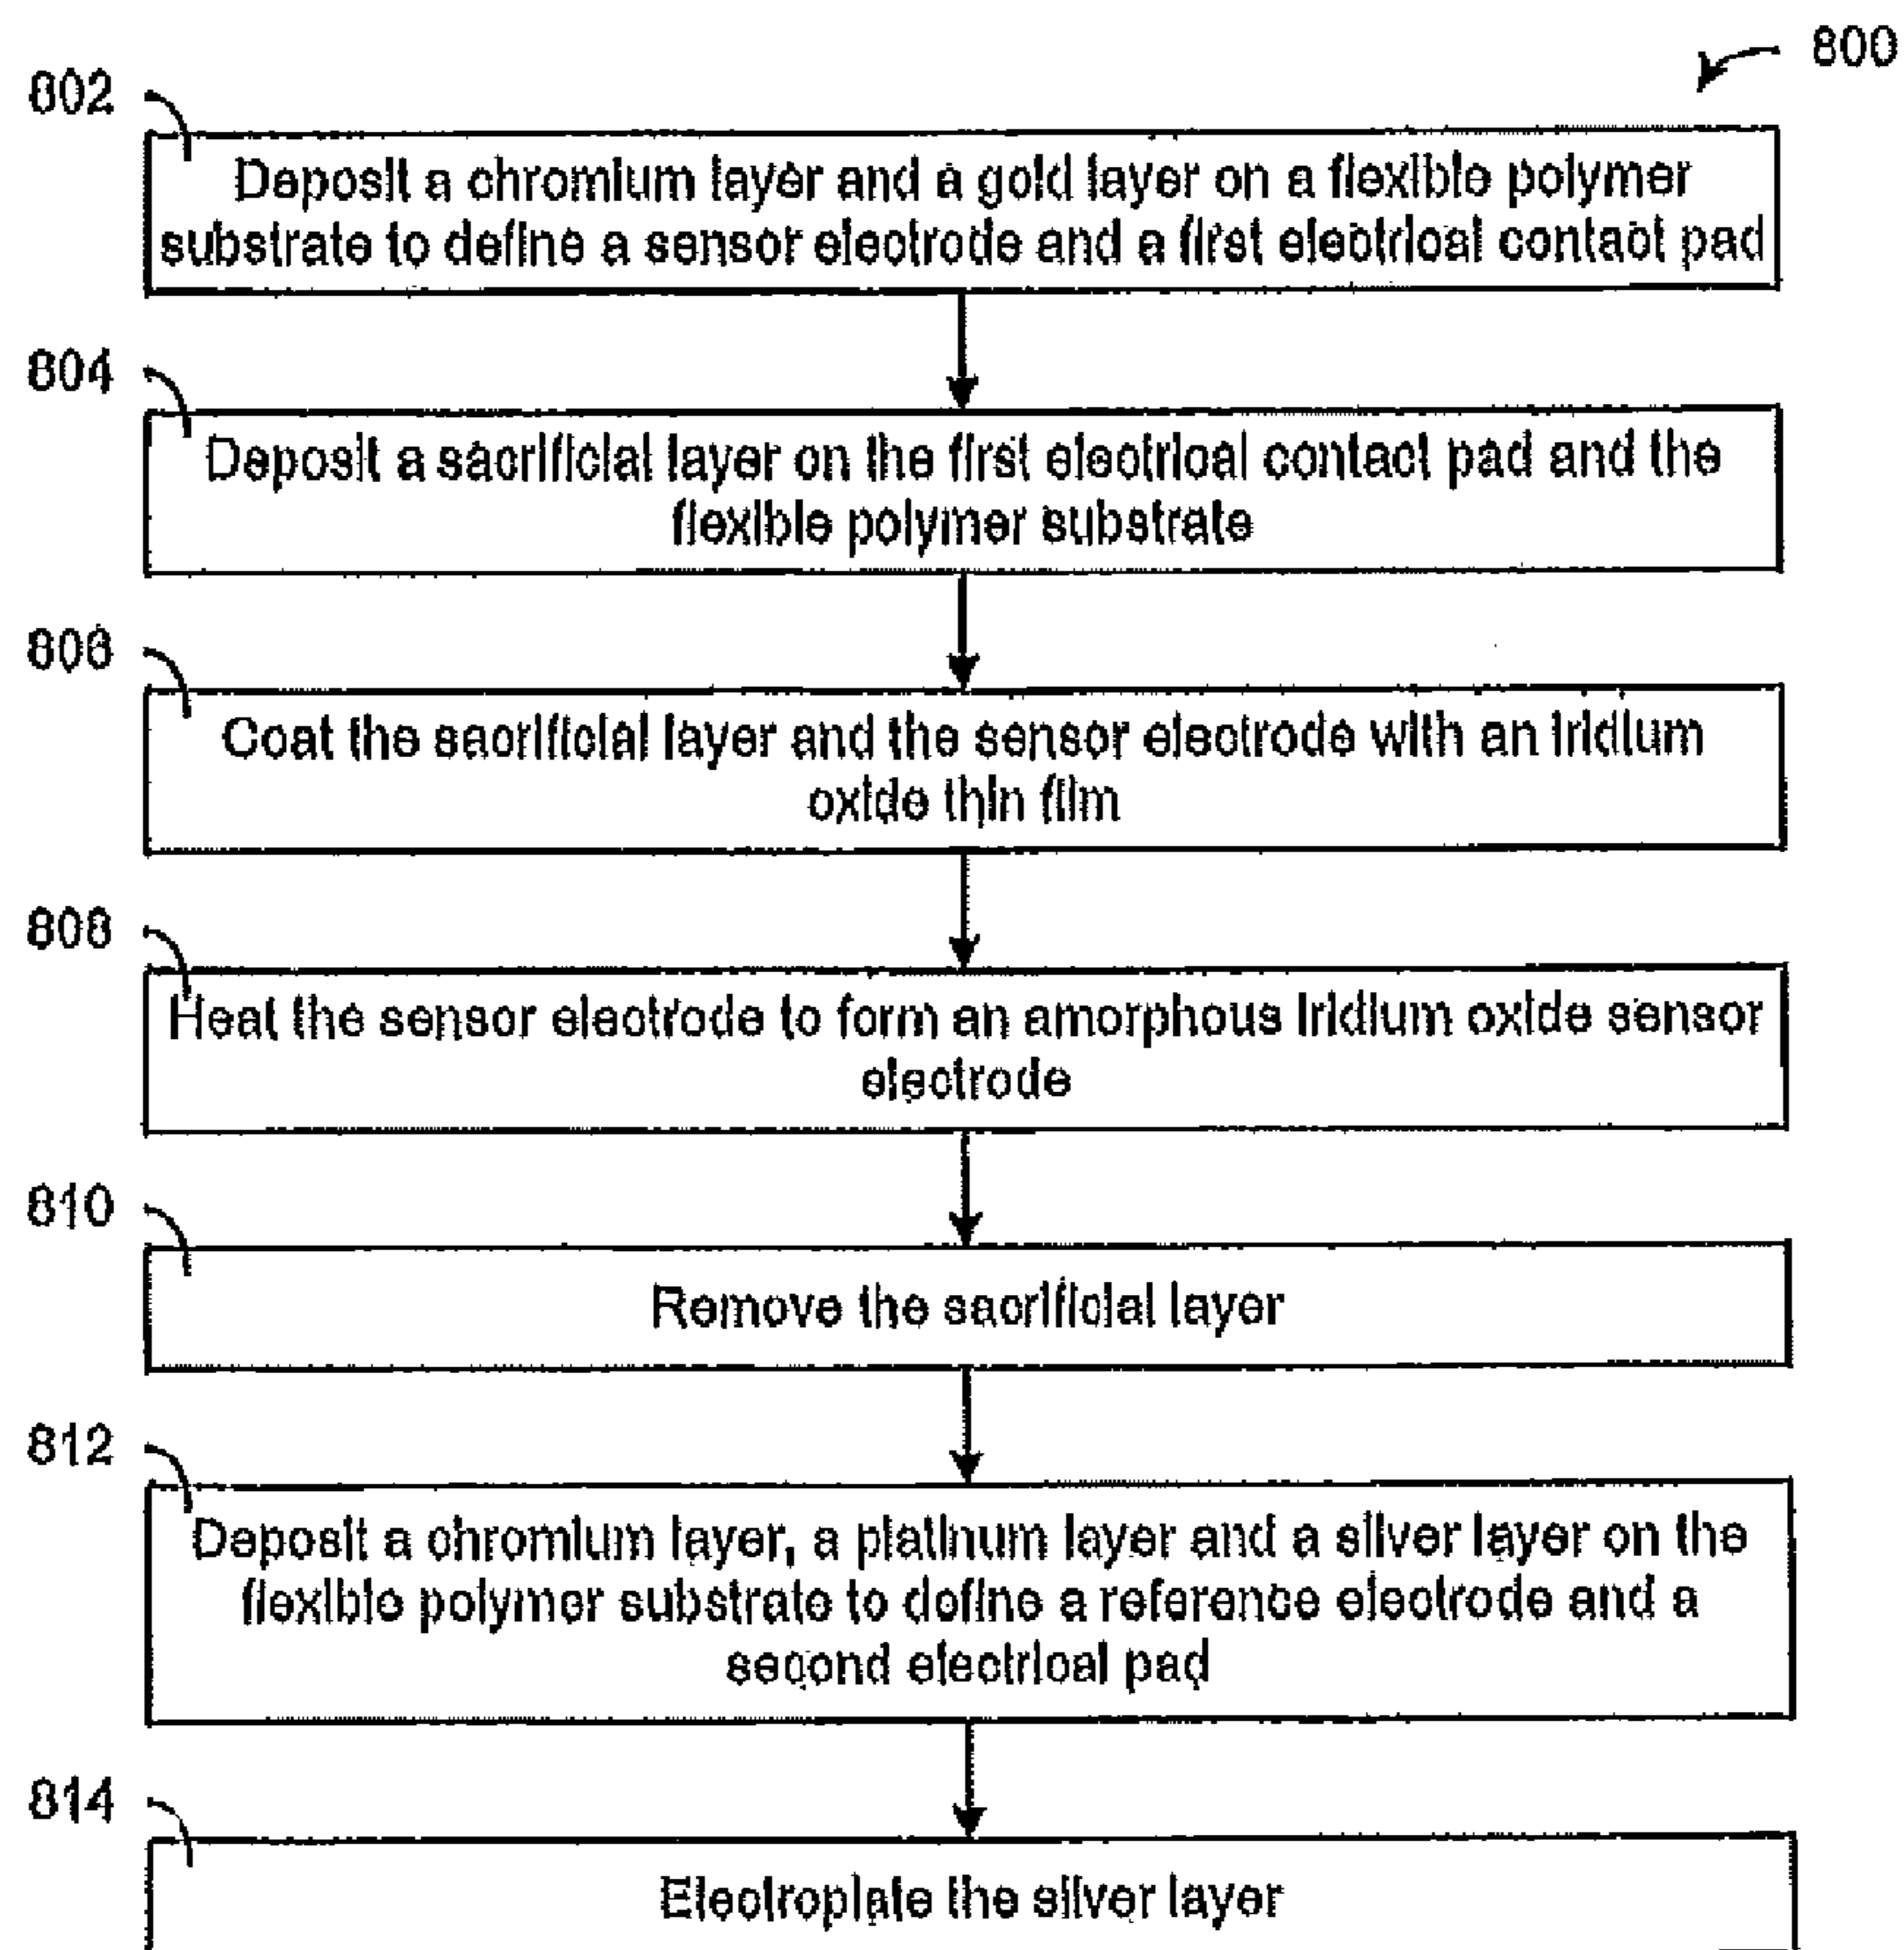 800
802
Deposit a chromium layer and a gold layer on a flexible polymer
substrate to define a sensor electrode and a first electrical contact pad
804
Deposit a sacrificial layer on the first electrical contact pad and the
flexible polymer substrate
806
Coat the sacrificial layer and the sensor electrode with an iridium
oxide thin film
808
Heat the sensor electrode to form an amorphous iridium oxide sensor
electrode
810
Remove the sacrificial layer
812
Deposit a chromium layer, a platinum layer and a silver layer on the
flexible polymer substrate to define a reference electrode and a
second electrical pad
814
Electroplate the silver layer